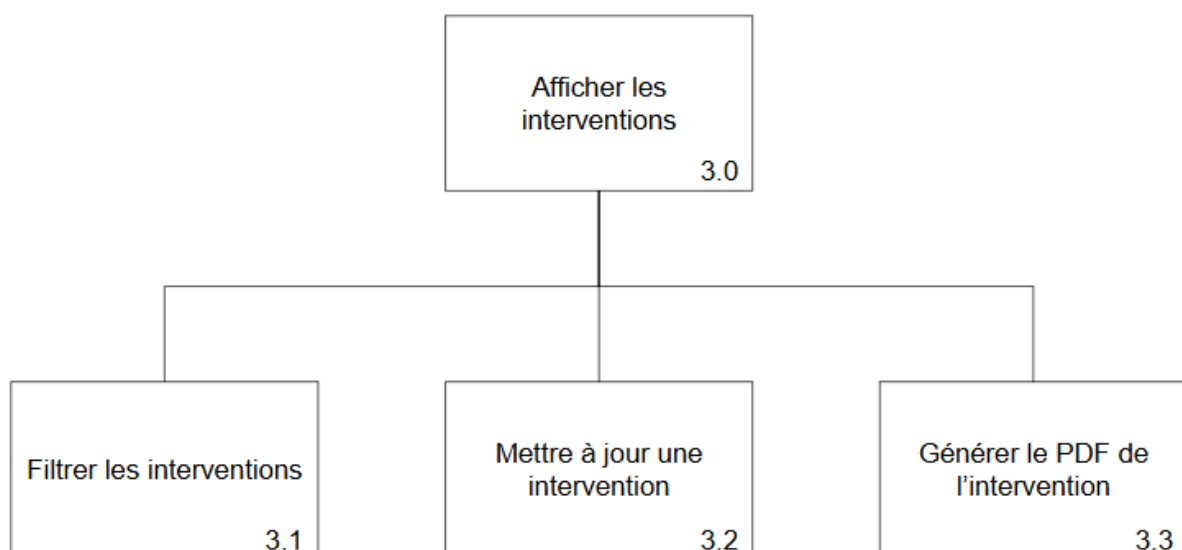 Afficher les
interventions
3.0
Filtrer les interventions
3.1
Mettre à jour une
intervention
3.2
Générer le PDF de
l’intervention
3.3